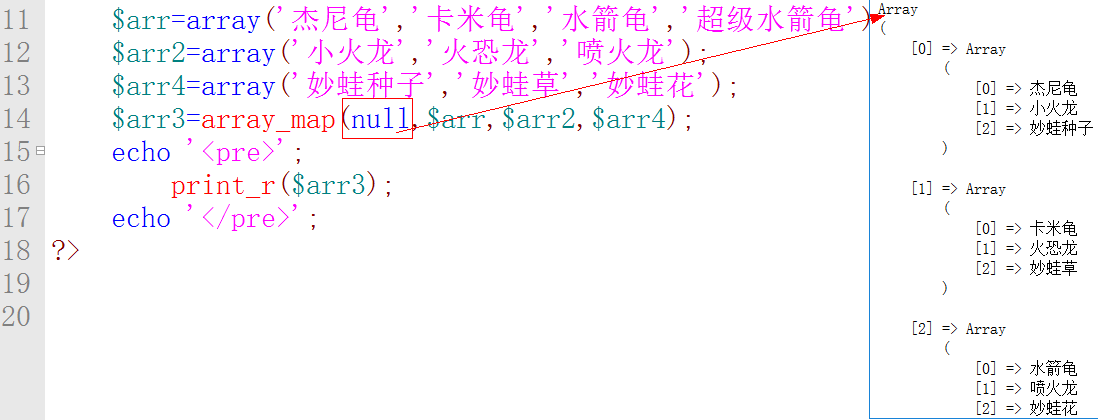 11 $arr=array('杰尼龟','卡米龟','水箭龟','超级水箭龟')
12 $arr2=array('小火龙','火恐龙','喷火龙');
13 $arr4=array('妙蛙种子','妙蛙草','妙蛙花');
14 $arr3=array_map(null,$arr,$arr2,$arr4);
15 echo '<pre>';
16 print_r($arr3);
17 echo '</pre>';
18 ?>
19
20
Array
(
[0] => Array
(
[0] => 杰尼龟
[1] => 小火龙
[2] => 妙蛙种子
)
[1] => Array
(
[0] => 卡米龟
[1] => 火恐龙
[2] => 妙蛙草
)
[2] => Array
(
[0] => 水箭龟
[1] => 喷火龙
[2] => 妙蛙花